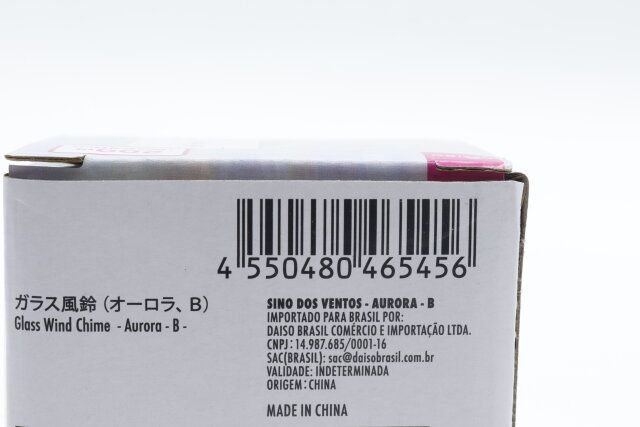 4 550480 465456
ガラス風鈴 (オーロラ、B)
Glass Wind Chime - Aurora - B -
SINO DOS VENTOS - AURORA - B
IMPORTADO PARA BRASIL POR:
DAISO BRASIL COMÉRCIO E IMPORTAÇÃO LTDA.
CNPJ: 14.987.685/0001-16
SAC(BRASIL): sac@daisobrasil.com.br
VALIDADE: INDETERMINADA
ORIGEM: CHINA
MADE IN CHINA